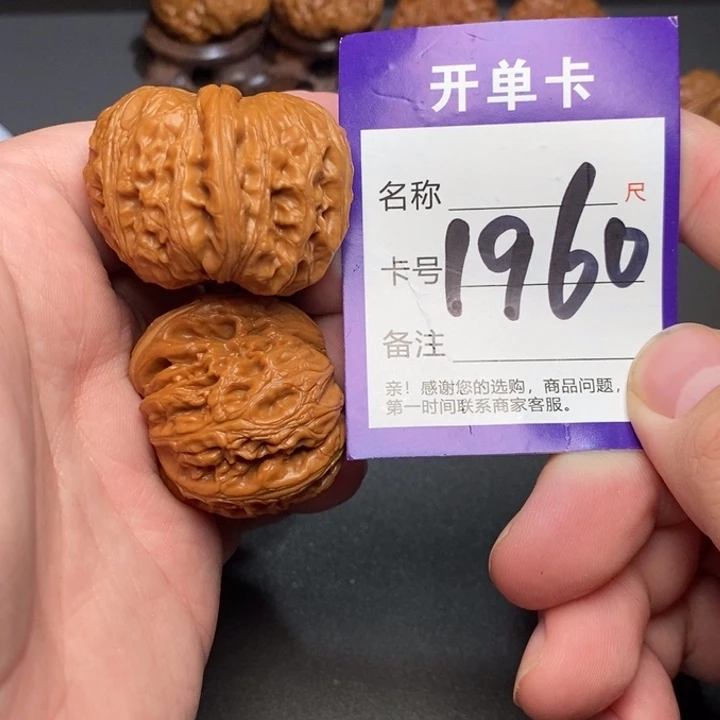 开单卡
名称 尺
卡号 1960
备注
亲！感谢您的选购，商品问题，
第一时间联系商家客服。